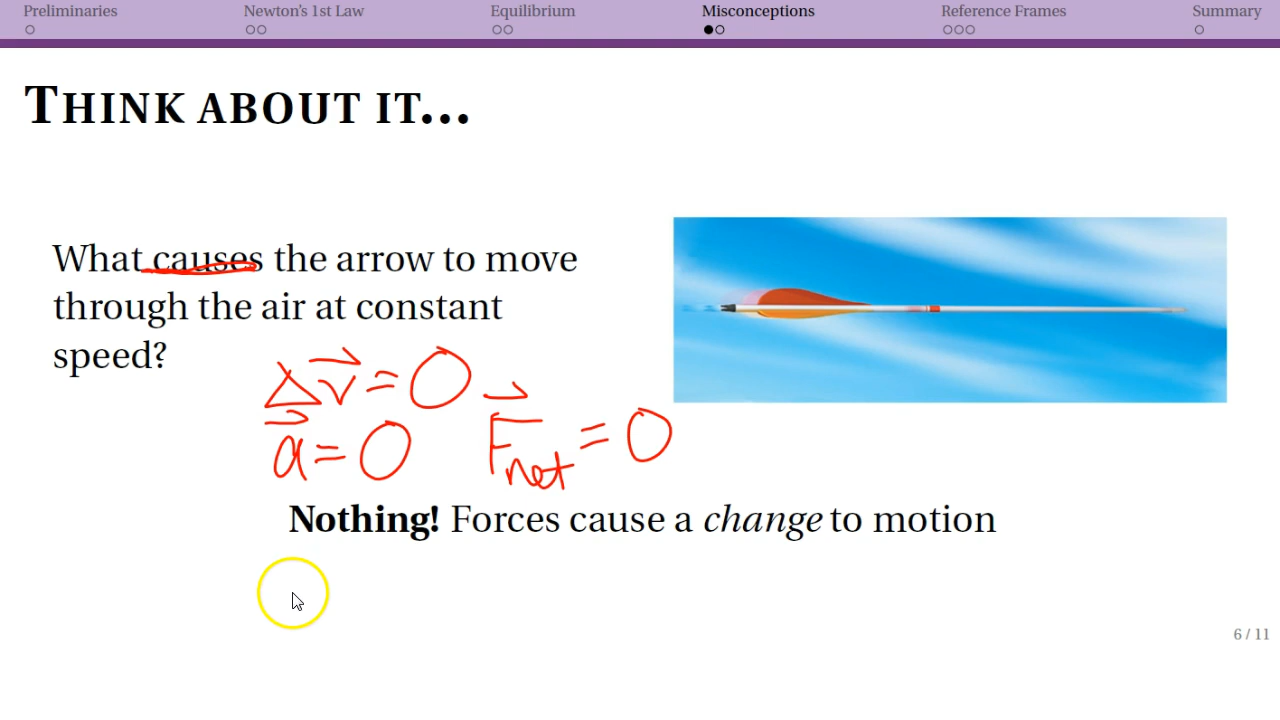 Preliminaries Newton's 1st Law Equilibrium Misconceptions Reference Frames Summary
THINK ABOUT IT...
What causes the arrow to move
through the air at constant
speed?
Δv⃗ = 0
a⃗ = 0 F⃗net = 0
Nothing! Forces cause a change to motion
6 / 11